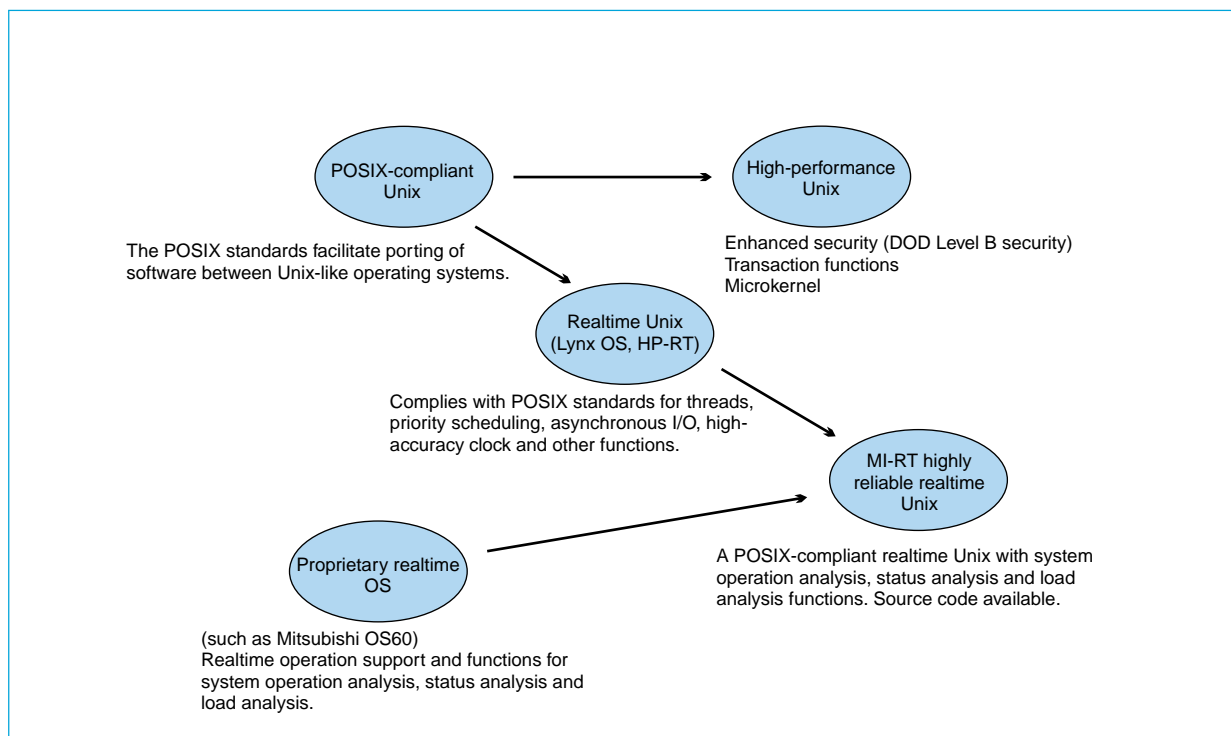 POSIX-compliant
Unix
High-performance
Unix
The POSIX standards facilitate porting of
software between Unix-like operating systems.
Enhanced security (DOD Level B security)
Transaction functions
Microkernel
Realtime Unix
(Lynx OS, HP-RT)
Complies with POSIX standards for threads,
priority scheduling, asynchronous I/O, high-
accuracy clock and other functions.
MI-RT highly
reliable realtime
Unix
A POSIX-compliant realtime Unix with system
operation analysis, status analysis and load
analysis functions. Source code available.
Proprietary realtime
OS
(such as Mitsubishi OS60)
Realtime operation support and functions for
system operation analysis, status analysis and
load analysis.